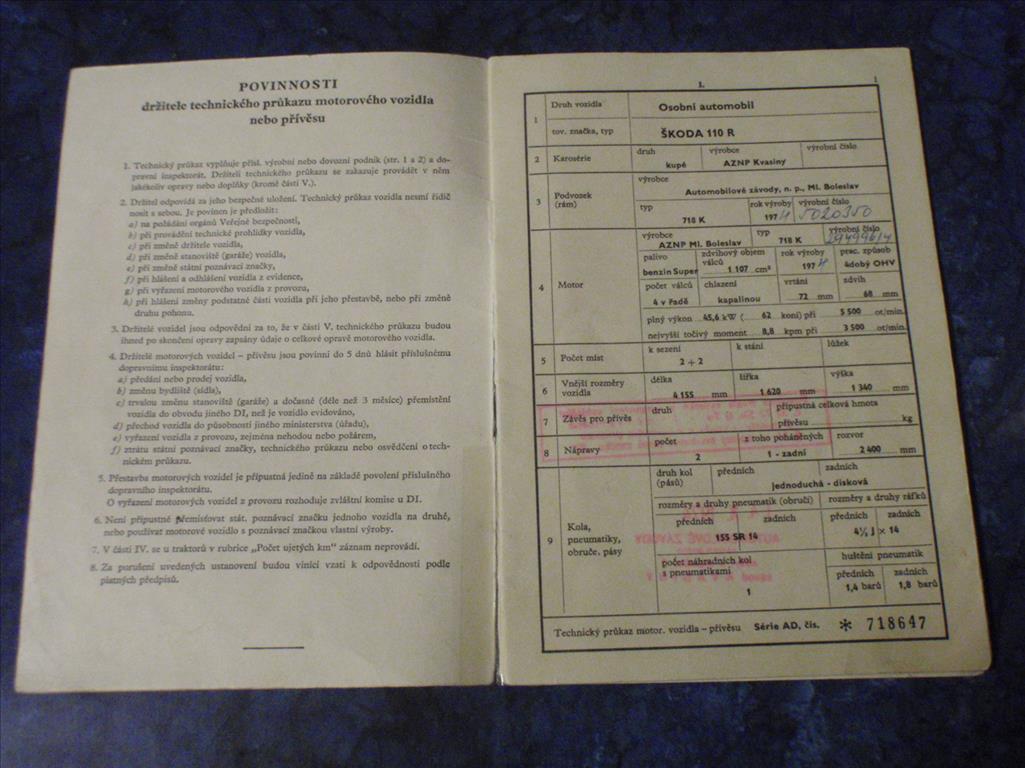 POVINNOSTI
držitele technického průkazu motorového vozidla
nebo přívěsu
1. Technický průkaz vyplňuje přísl. výrobní nebo dovozní podnik (str. 1 a 2) a do-
pravní inspektorát. Držiteli technického průkazu se zakazuje provádět v něm
jakékoliv opravy nebo doplňky (kromě části V.).
2. Držitel odpovídá za jeho bezpečné uložení. Technický průkaz vozidla nesmí řidič
nosit s sebou. Je povinen je předložit:
a) na požádání orgánů Veřejné bezpečnosti,
b) při provádění technické prohlídky vozidla,
c) při změně držitele vozidla,
d) při změně stanoviště (garáže) vozidla,
e) při změně státní poznávací značky,
f) při hlášení a odhlášení vozidla z evidence,
g) při vyřazení motorového vozidla z provozu,
h) při hlášení změny podstatné části vozidla při jeho přestavbě, nebo při změně
druhu pohonu.
3. Držitelé vozidel jsou odpovědni za to, že v části V. technického průkazu budou
ihned po skončení opravy zapsány údaje o celkové opravě motorového vozidla.
4. Držitelé motorových vozidel – přívěsu jsou povinni do 5 dnů hlásit příslušnému
dopravnímu inspektorátu:
a) předání nebo prodej vozidla,
b) změnu bydliště (sídla),
c) trvalou změnu stanoviště (garáže) a dočasné (déle než 3 měsíce) přemístění
vozidla do obvodu jiného DI, než je vozidlo evidováno,
d) přechod vozidla do působnosti jiného ministerstva (úřadu),
e) vyřazení vozidla z provozu, zejména nehodou nebo požárem,
f) ztrátu státní poznávací značky, technického průkazu nebo osvědčení o tech-
nickém průkazu.
5. Přestavba motorových vozidel je přípustná jedině na základě povolení příslušného
dopravního inspektorátu.
O vyřazení motorových vozidel z provozu rozhoduje zvláštní komise u DI.
6. Není přípustné přemisťovat stát. poznávací značku jednoho vozidla na druhé,
nebo používat motorové vozidlo s poznávací značkou vlastní výroby.
7. V části IV. se u traktorů v rubrice „Počet ujetých km“ záznam neprovádí.
8. Za porušení uvedených ustanovení budou viníci vzati k odpovědnosti podle
platných předpisů.
I. 1
1 Druh vozidla Osobní automobil
tov. značka, typ ŠKODA 110 R
2 Karosérie druh výrobce výrobní číslo
kupé AZNP Kvasiny
3 Podvozek (rám) výrobce
Automobilové závody, n. p., Ml. Boleslav
typ rok výroby výrobní číslo
718 K 1974 5020350
4 Motor výrobce typ výrobní číslo
AZNP Ml. Boleslav 718 K
palivo zdvihový objem válců rok výroby prac. způsob
benzin Super 1 107 cm³ 1974 4dobý OHV
počet válců chlazení vrtání zdvih
4 v řadě kapalinou 72 mm 68 mm
plný výkon 45,6 kW ( 62 koní) při 5 500 ot/min.
nejvyšší točivý moment 8,8 kpm při 3 500 ot/min.
5 Počet míst k sezení k stání lůžek
2 + 2
6 Vnější rozměry vozidla délka šířka výška
4 155 mm 1 620 mm 1 340 mm
7 Závěs pro přívěs druh přípustná celková hmota
přívěsu kg
8 Nápravy počet z toho poháněných rozvor
2 1 - zadní 2 400 mm
9 Kola, pneumatiky, obruče, pásy
druh kol (pásů) předních zadních
jednoduchá - disková
rozměry a druhy pneumatik (obručí) rozměry a druhy ráfků
předních zadních předních zadních
155 SR 14 4½ J × 14
počet náhradních kol s pneumatikami huštění pneumatik
předních zadních
1 1,4 barů 1,8 barů
Technický průkaz motor. vozidla – přívěsu Série AD, čís. * 718647